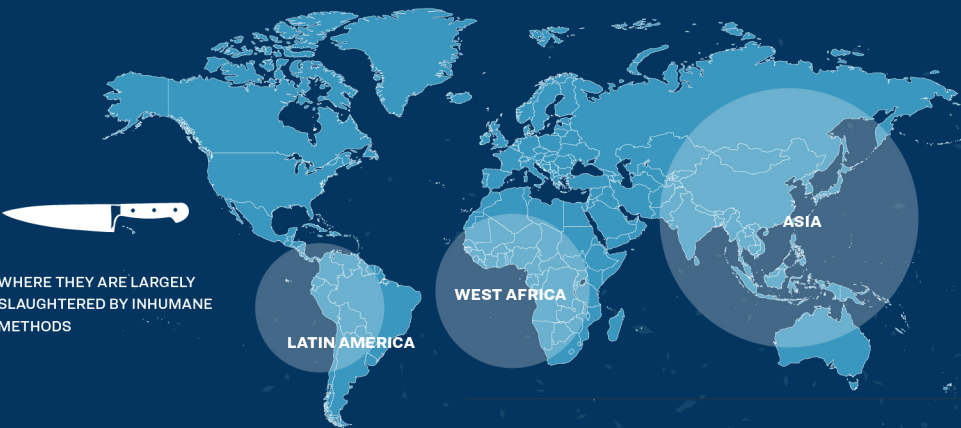 WHERE THEY ARE LARGELY
SLAUGHTERED BY INHUMANE
METHODS
LATIN AMERICA
WEST AFRICA
ASIA